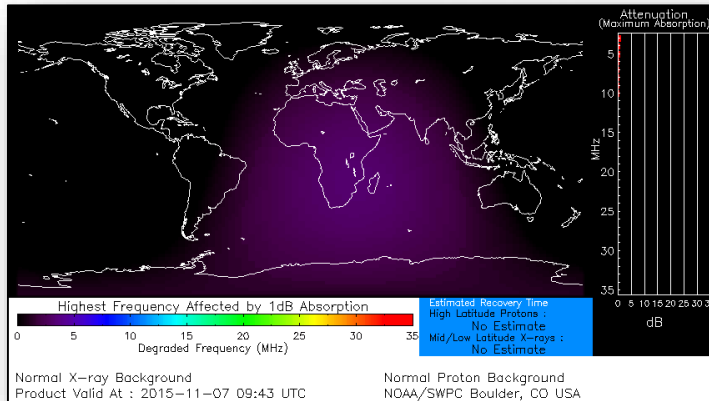 Attenuation
(Maximum Absorption)
5
10
15
20
25
30
35
MHz
0 5 10 15 20 25 30 3
dB
Highest Frequency Affected by 1dB Absorption
0 5 10 15 20 25 30 35
Degraded Frequency (MHz)
Estimated Recovery Time
High Latitude Protons :
No Estimate
Mid/Low Latitude X-rays :
No Estimate
Normal X-ray Background
Product Valid At : 2015-11-07 09:43 UTC
Normal Proton Background
NOAA/SWPC Boulder, CO USA